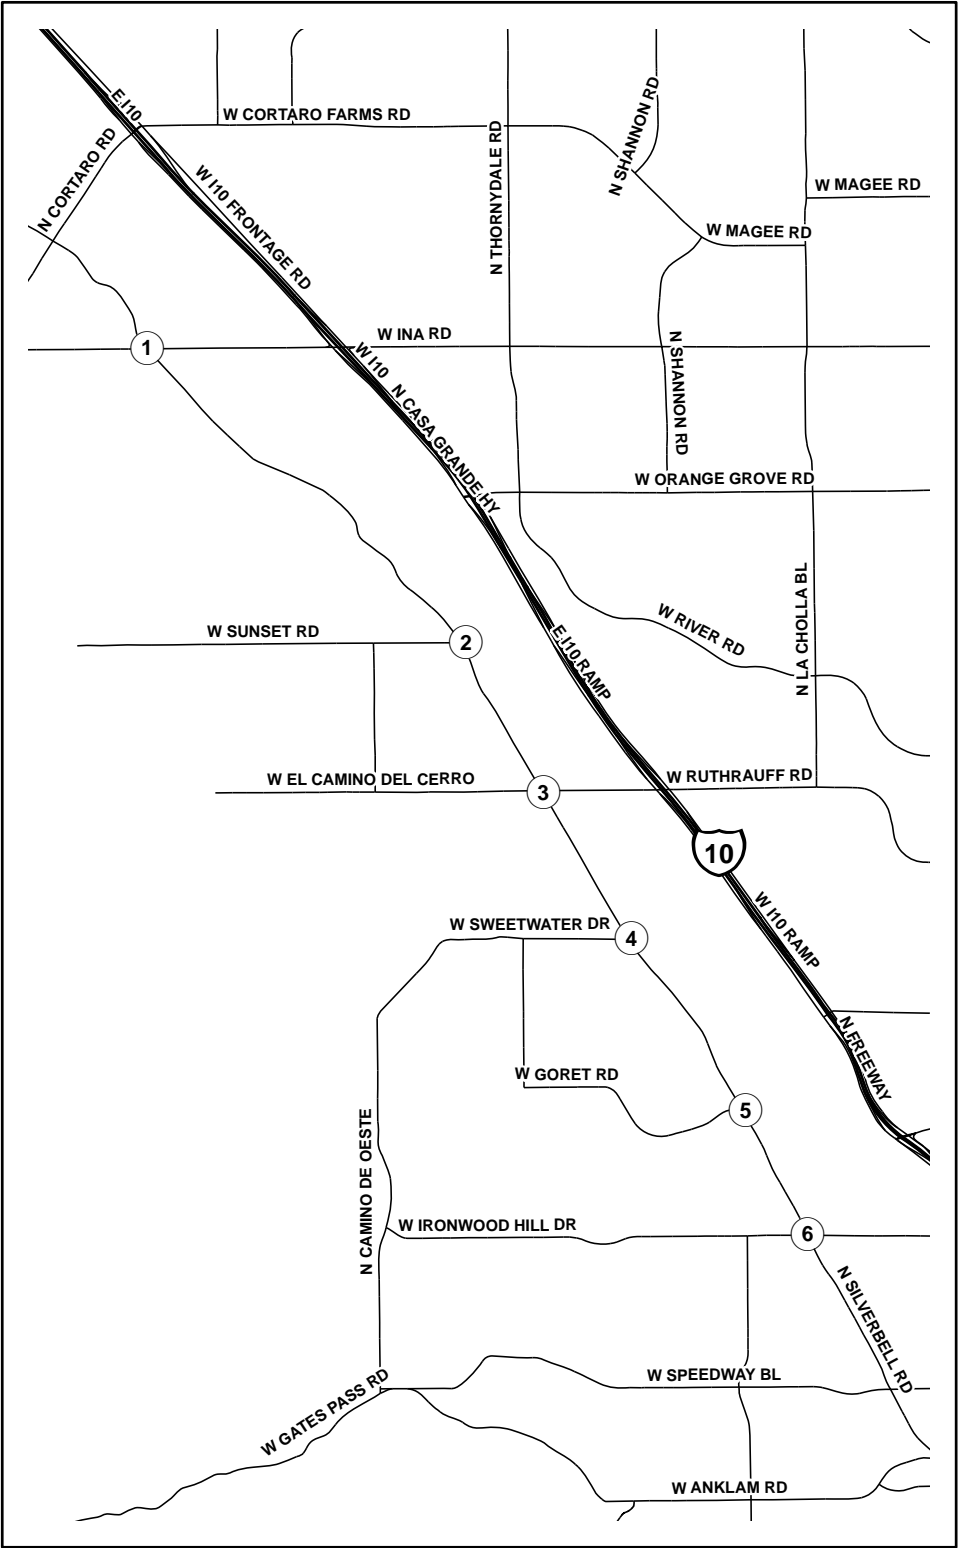 E I10
W CORTARO FARMS RD
N CORTARO RD
N SHANNON RD
N THORNYDALE RD
W I10 FRONTAGE RD
W MAGEE RD
W MAGEE RD
1
W INA RD
W I10
N CASA GRANDE HY
N SHANNON RD
W ORANGE GROVE RD
W SUNSET RD
2
E I10 RAMP
W RIVER RD
N LA CHOLLA BL
W EL CAMINO DEL CERRO
3
W RUTHRAUFF RD
10
W SWEETWATER DR
4
W I10 RAMP
N FREEWAY
W GORET RD
5
N CAMINO DE OESTE
W IRONWOOD HILL DR
6
N SILVERBELL RD
W SPEEDWAY BL
W GATES PASS RD
W ANKLAM RD